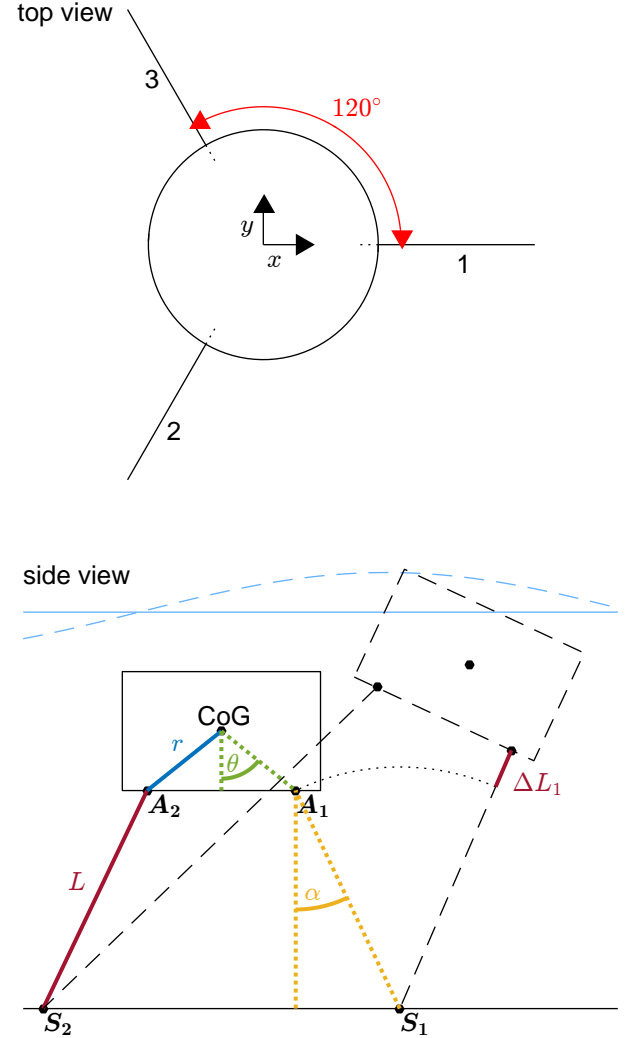 top view
3
120°
y
x
1
2
side view
CoG
r
θ
A₂
A₁
ΔL₁
L
α
S₂
S₁